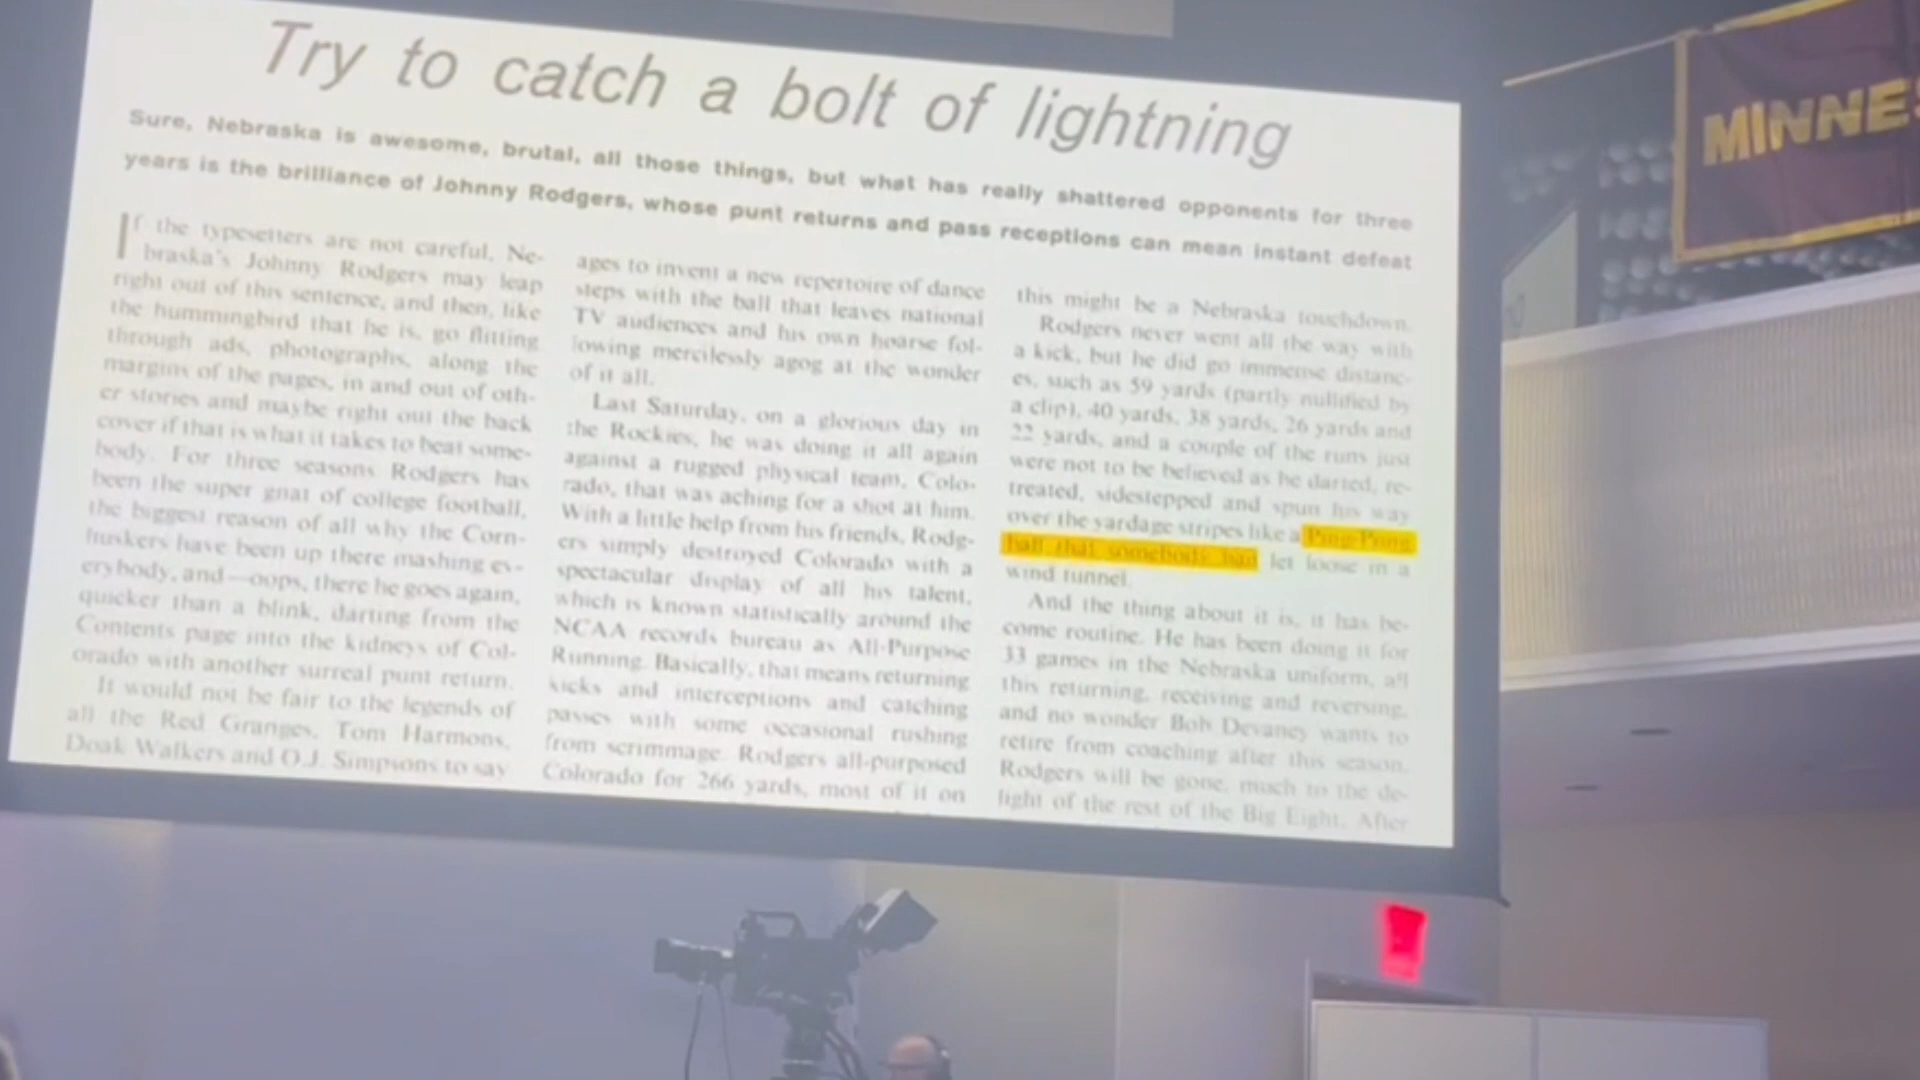 Try to catch a bolt of lightning
Sure, Nebraska is awesome, brutal, all those things, but what has really shattered opponents for three
years is the brilliance of Johnny Rodgers, whose punt returns and pass receptions can mean instant defeat
If the typesetters are not careful, Ne-
braska's Johnny Rodgers may leap
right out of this sentence, and then, like
the hummingbird that he is, go flitting
through ads, photographs, along the
margins of the pages, in and out of oth-
er stories and maybe right out the back
cover if that is what it takes to beat some-
body. For three seasons Rodgers has
been the super gnat of college football,
the biggest reason of all why the Corn-
huskers have been up there mashing ev-
erybody, and—oops, there he goes again,
quicker than a blink, darting from the
Contents page into the kidneys of Col-
orado with another surreal punt return.
It would not be fair to the legends of
all the Red Granges, Tom Harmons,
Doak Walkers and O.J. Simpsons to say
ages to invent a new repertoire of dance
steps with the ball that leaves national
TV audiences and his own hoarse fol-
lowing mercilessly agog at the wonder
of it all.
Last Saturday, on a glorious day in
the Rockies, he was doing it all again
against a rugged physical team, Colo-
rado, that was aching for a shot at him.
With a little help from his friends, Rodg-
ers simply destroyed Colorado with a
spectacular display of all his talent,
which is known statistically around the
NCAA records bureau as All-Purpose
Running. Basically, that means returning
kicks and interceptions and catching
passes with some occasional rushing
from scrimmage. Rodgers all-purposed
Colorado for 266 yards, most of it on
this might be a Nebraska touchdown.
Rodgers never went all the way with
a kick, but he did go immense distanc-
es, such as 59 yards (partly nullified by
a clip), 40 yards, 38 yards, 26 yards and
22 yards, and a couple of the runs just
were not to be believed as he darted, re-
treated, sidestepped and spun his way
over the yardage stripes like a Ping-Pong
ball that somebody had let loose in a
wind tunnel.
And the thing about it is, it has be-
come routine. He has been doing it for
33 games in the Nebraska uniform, all
this returning, receiving and reversing,
and no wonder Bob Devaney wants to
retire from coaching after this season.
Rodgers will be gone, much to the de-
light of the rest of the Big Eight. After
MINNES